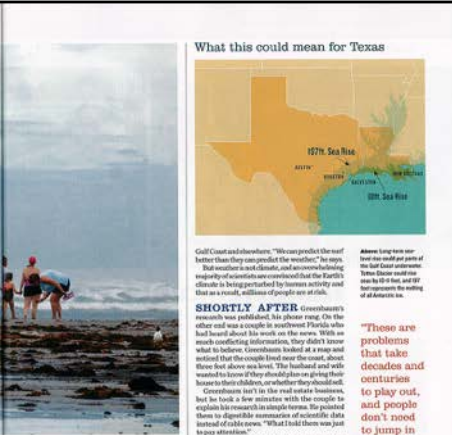 What this could mean for Texas
197ft. Sea Rise
AUSTIN
HOUSTON
GALVESTON
NEW ORLEANS
10ft. Sea Rise
Gulf Coast and elsewhere. "We can predict the surf
better than they can predict the weather," he says.
But weather is not climate, and an overwhelming
majority of scientists are convinced that the Earth's
climate is being perturbed by human activity and
that as a result, millions of people are at risk.
Above: Long-term sea-
level rise could put parts of
the Gulf Coast underwater.
Totten Glacier could rise
seas by 10-11 feet, and 197
feet represents the melting
of all Antarctic ice.
SHORTLY AFTER Greenbaum's
research was published, his phone rang. On the
other end was a couple in southwest Florida who
had heard about his work on the news. With so
much conflicting information, they didn't know
what to believe. Greenbaum looked at a map and
noticed that the couple lived near the coast, about
three feet above sea level. The husband and wife
wanted to know if they should plan on giving their
house to their children, or whether they should sell.
Greenbaum isn't in the real estate business,
but he took a few minutes with the couple to
explain his research in simple terms. He pointed
them to digestible summaries of scientific data
instead of cable news. "What I told them was just
to pay attention."
"These are
problems
that take
decades and
centuries
to play out,
and people
don't need
to jump in